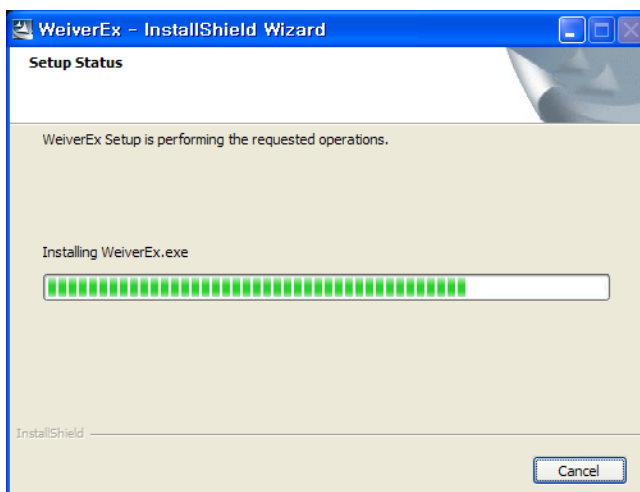 WeiverEx - InstallShield Wizard
Setup Status
WeiverEx Setup is performing the requested operations.
Installing WeiverEx.exe
InstallShield
Cancel